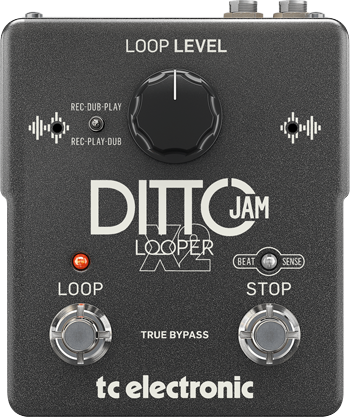 LOOP LEVEL
REC-DUB-PLAY
REC-PLAY-DUB
DITTO JAM
X2
LOOPER
BEAT SENSE
LOOP
STOP
TRUE BYPASS
tc electronic